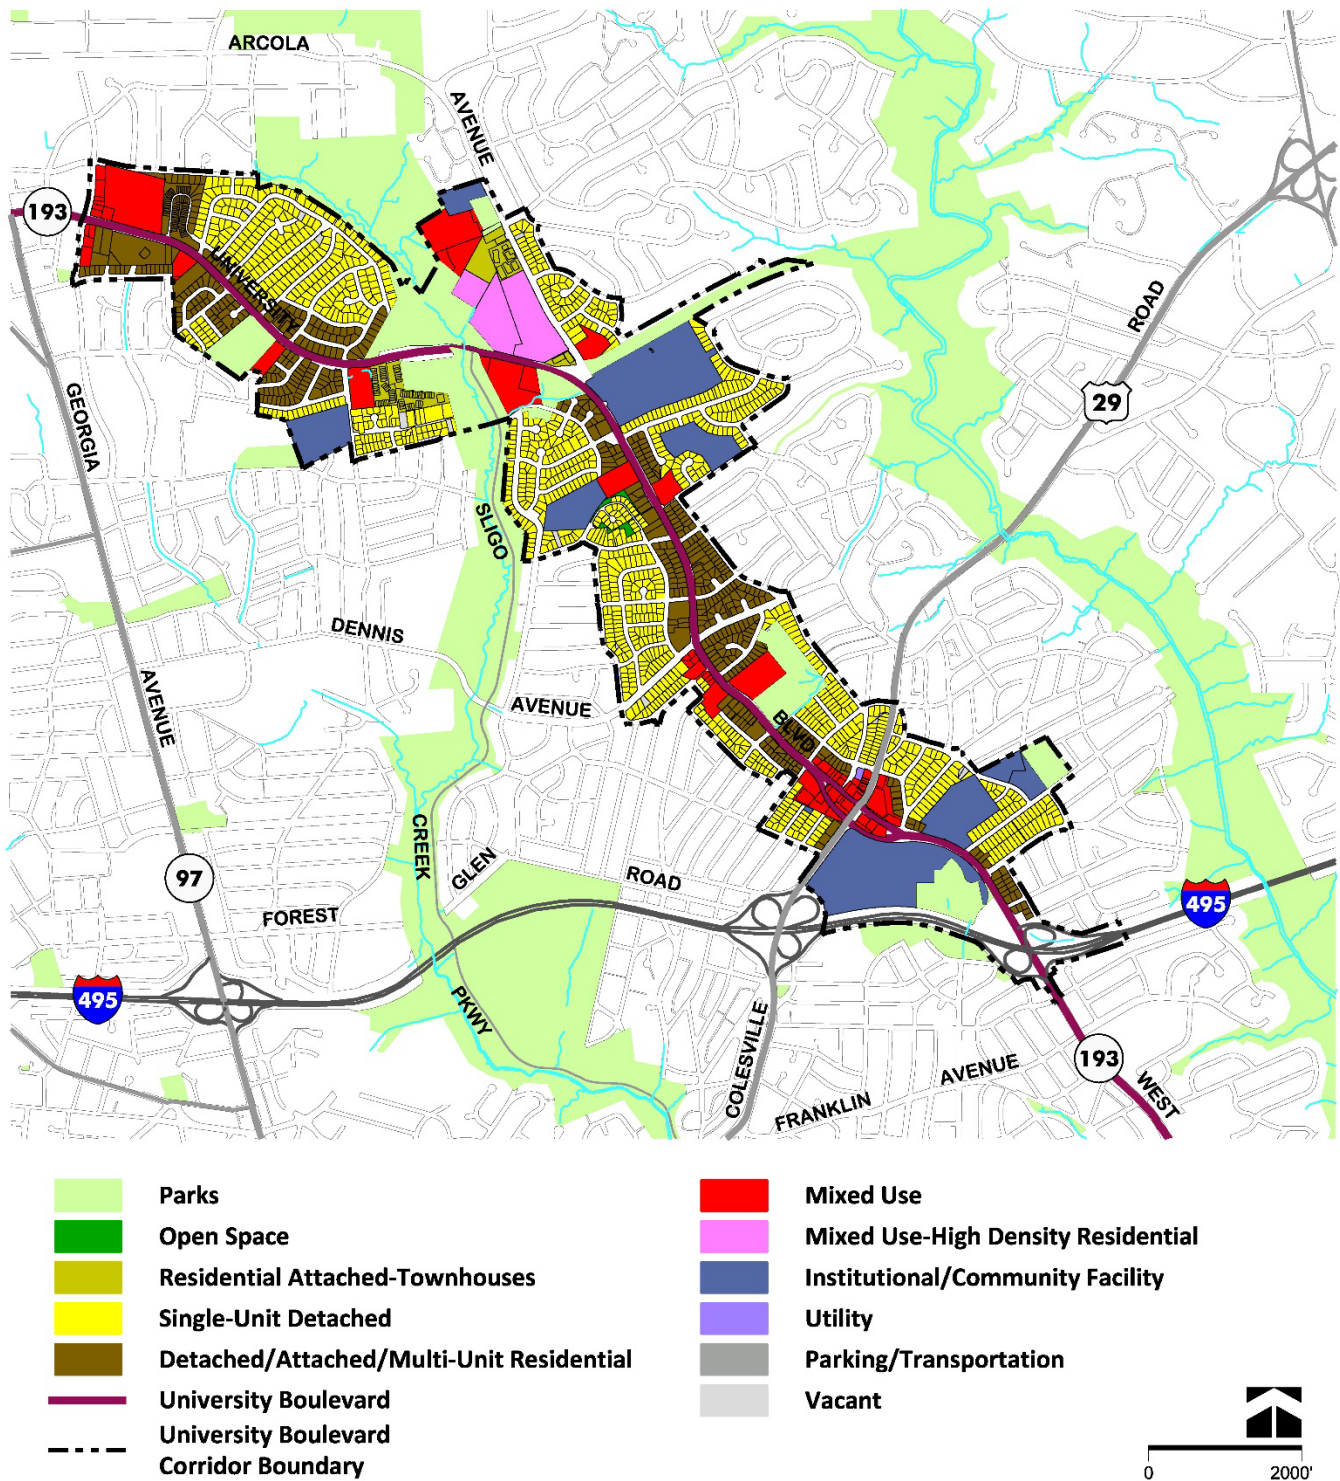 ARCOLA
AVENUE
193
UNIVERSITY
ROAD
29
GEORGIA
SLIGO
DENNIS
AVENUE
AVENUE
BLVD
CREEK
GLEN
ROAD
97
FOREST
495
495
PKWY
COLESVILLE
193
AVENUE
FRANKLIN
WEST
Parks
Open Space
Residential Attached-Townhouses
Single-Unit Detached
Detached/Attached/Multi-Unit Residential
University Boulevard
University Boulevard
Corridor Boundary
Mixed Use
Mixed Use-High Density Residential
Institutional/Community Facility
Utility
Parking/Transportation
Vacant
0 2000'